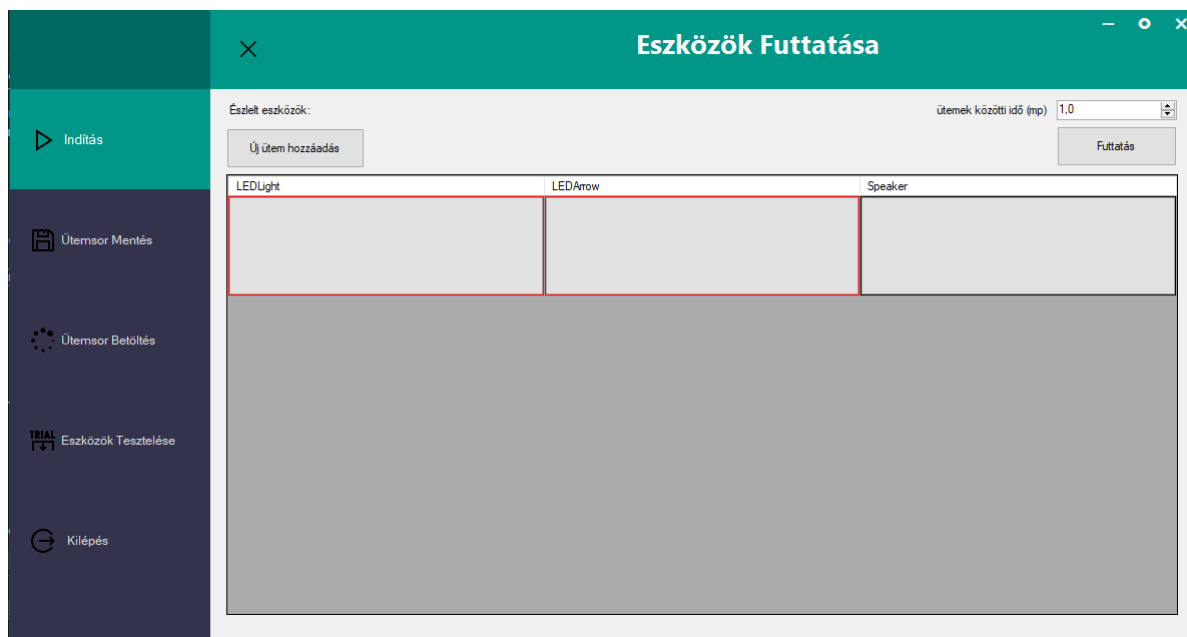 Eszközök Futtatása
Indítás
Ütemsor Mentés
Ütemsor Betöltés
TRIAL
Eszközök Tesztelése
Kilépés
Észlelt eszközök:
ütemek közötti idő (mp) 1,0
Új ütem hozzáadás
Futtatás
LEDLight LEDArrow Speaker